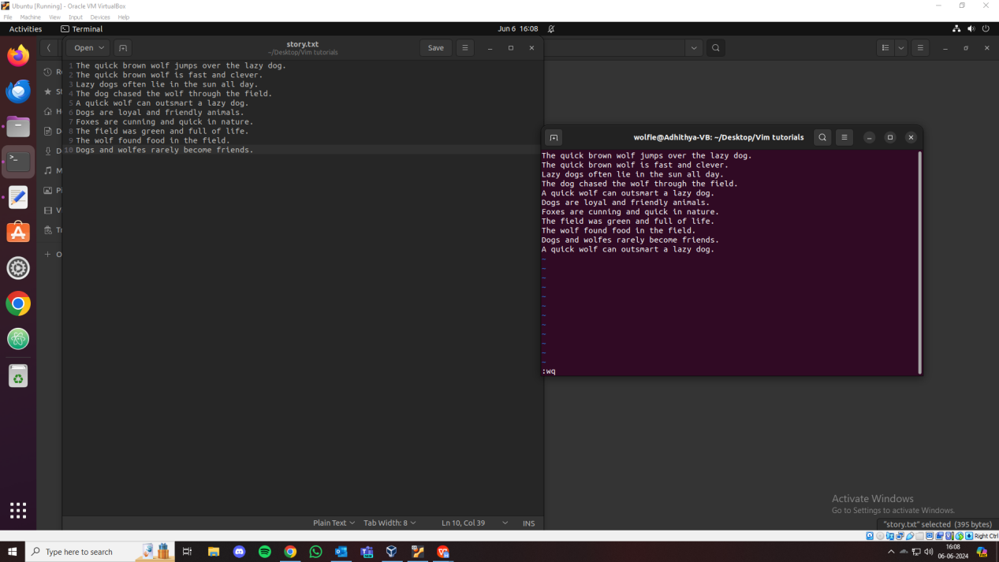 Ubuntu [Running] - Oracle VM VirtualBox
File Machine View Input Devices Help
Activities Terminal Jun 6 16:08
Open story.txt Save
~/Desktop/Vim tutorials
1 The quick brown wolf jumps over the lazy dog.
2 The quick brown wolf is fast and clever.
3 Lazy dogs often lie in the sun all day.
4 The dog chased the wolf through the field.
5 A quick wolf can outsmart a lazy dog.
6 Dogs are loyal and friendly animals.
7 Foxes are cunning and quick in nature.
8 The field was green and full of life.
9 The wolf found food in the field.
10 Dogs and wolfes rarely become friends.
Plain Text Tab Width: 8 Ln 10, Col 39 INS
wolfie@Adhithya-VB: ~/Desktop/Vim tutorials
The quick brown wolf jumps over the lazy dog.
The quick brown wolf is fast and clever.
Lazy dogs often lie in the sun all day.
The dog chased the wolf through the field.
A quick wolf can outsmart a lazy dog.
Dogs are loyal and friendly animals.
Foxes are cunning and quick in nature.
The field was green and full of life.
The wolf found food in the field.
Dogs and wolfes rarely become friends.
A quick wolf can outsmart a lazy dog.
~
~
~
~
~
~
~
~
~
~
~
~
:wq
Activate Windows
Go to Settings to activate Windows.
"story.txt" selected (395 bytes)
Right Ctrl
Type here to search
16:08
06-06-2024